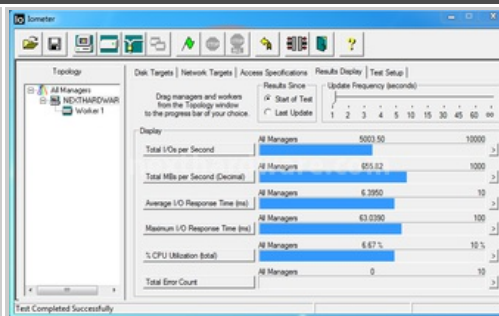 Iometer
Topology
All Managers
NEXTHARDWAR
Worker 1
Disk Targets | Network Targets | Access Specifications | Results Display | Test Setup
Drag managers and workers
from the Topology window
to the progress bar of your choice.
Results Since
Start of Test
Last Update
Update Frequency (seconds)
1 2 3 4 5 10 15 30 45 60 ∞
Display
All Managers 5003.50 10000
Total I/Os per Second
All Managers 655.82 1000
Total MBs per Second (Decimal)
All Managers 6.3950 10
Average I/O Response Time (ms)
All Managers 63.0390 100
Maximum I/O Response Time (ms)
All Managers 6.67 % 10 %
% CPU Utilization (total)
All Managers 0 10
Total Error Count
Test Completed Successfully